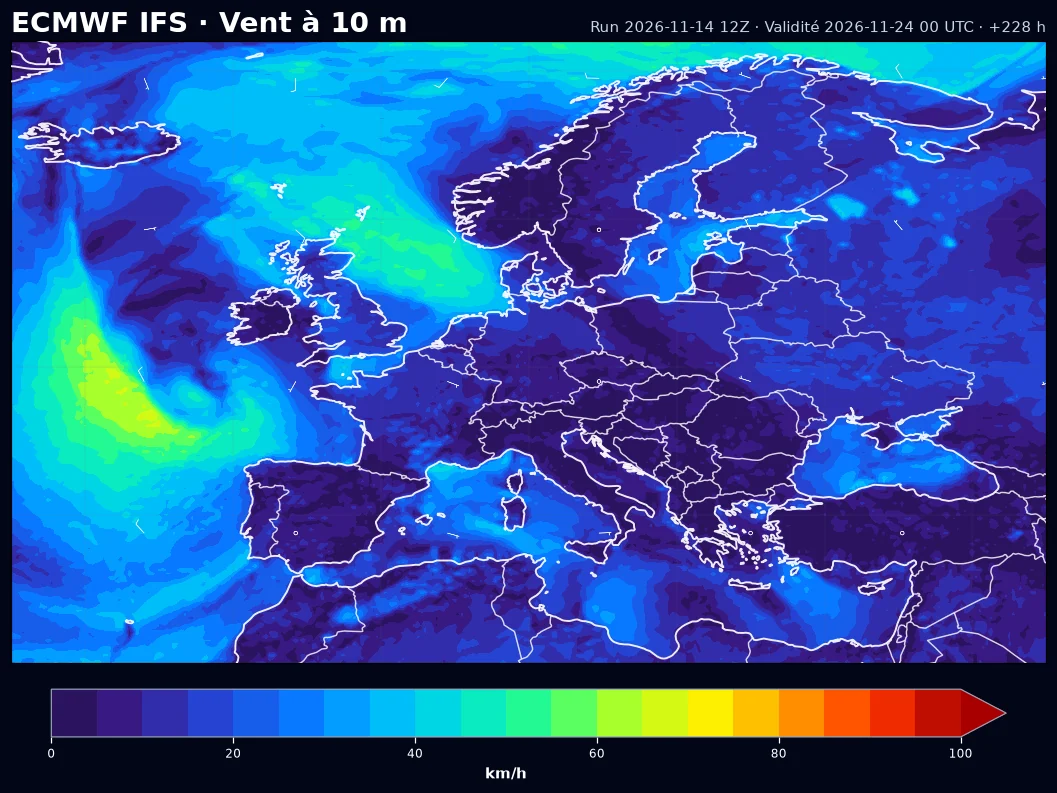 ECMWF IFS · Vent à 10 m
Run 2026-11-14 12Z · Validité 2026-11-24 00 UTC · +228 h
0 20 40 60 80 100
km/h